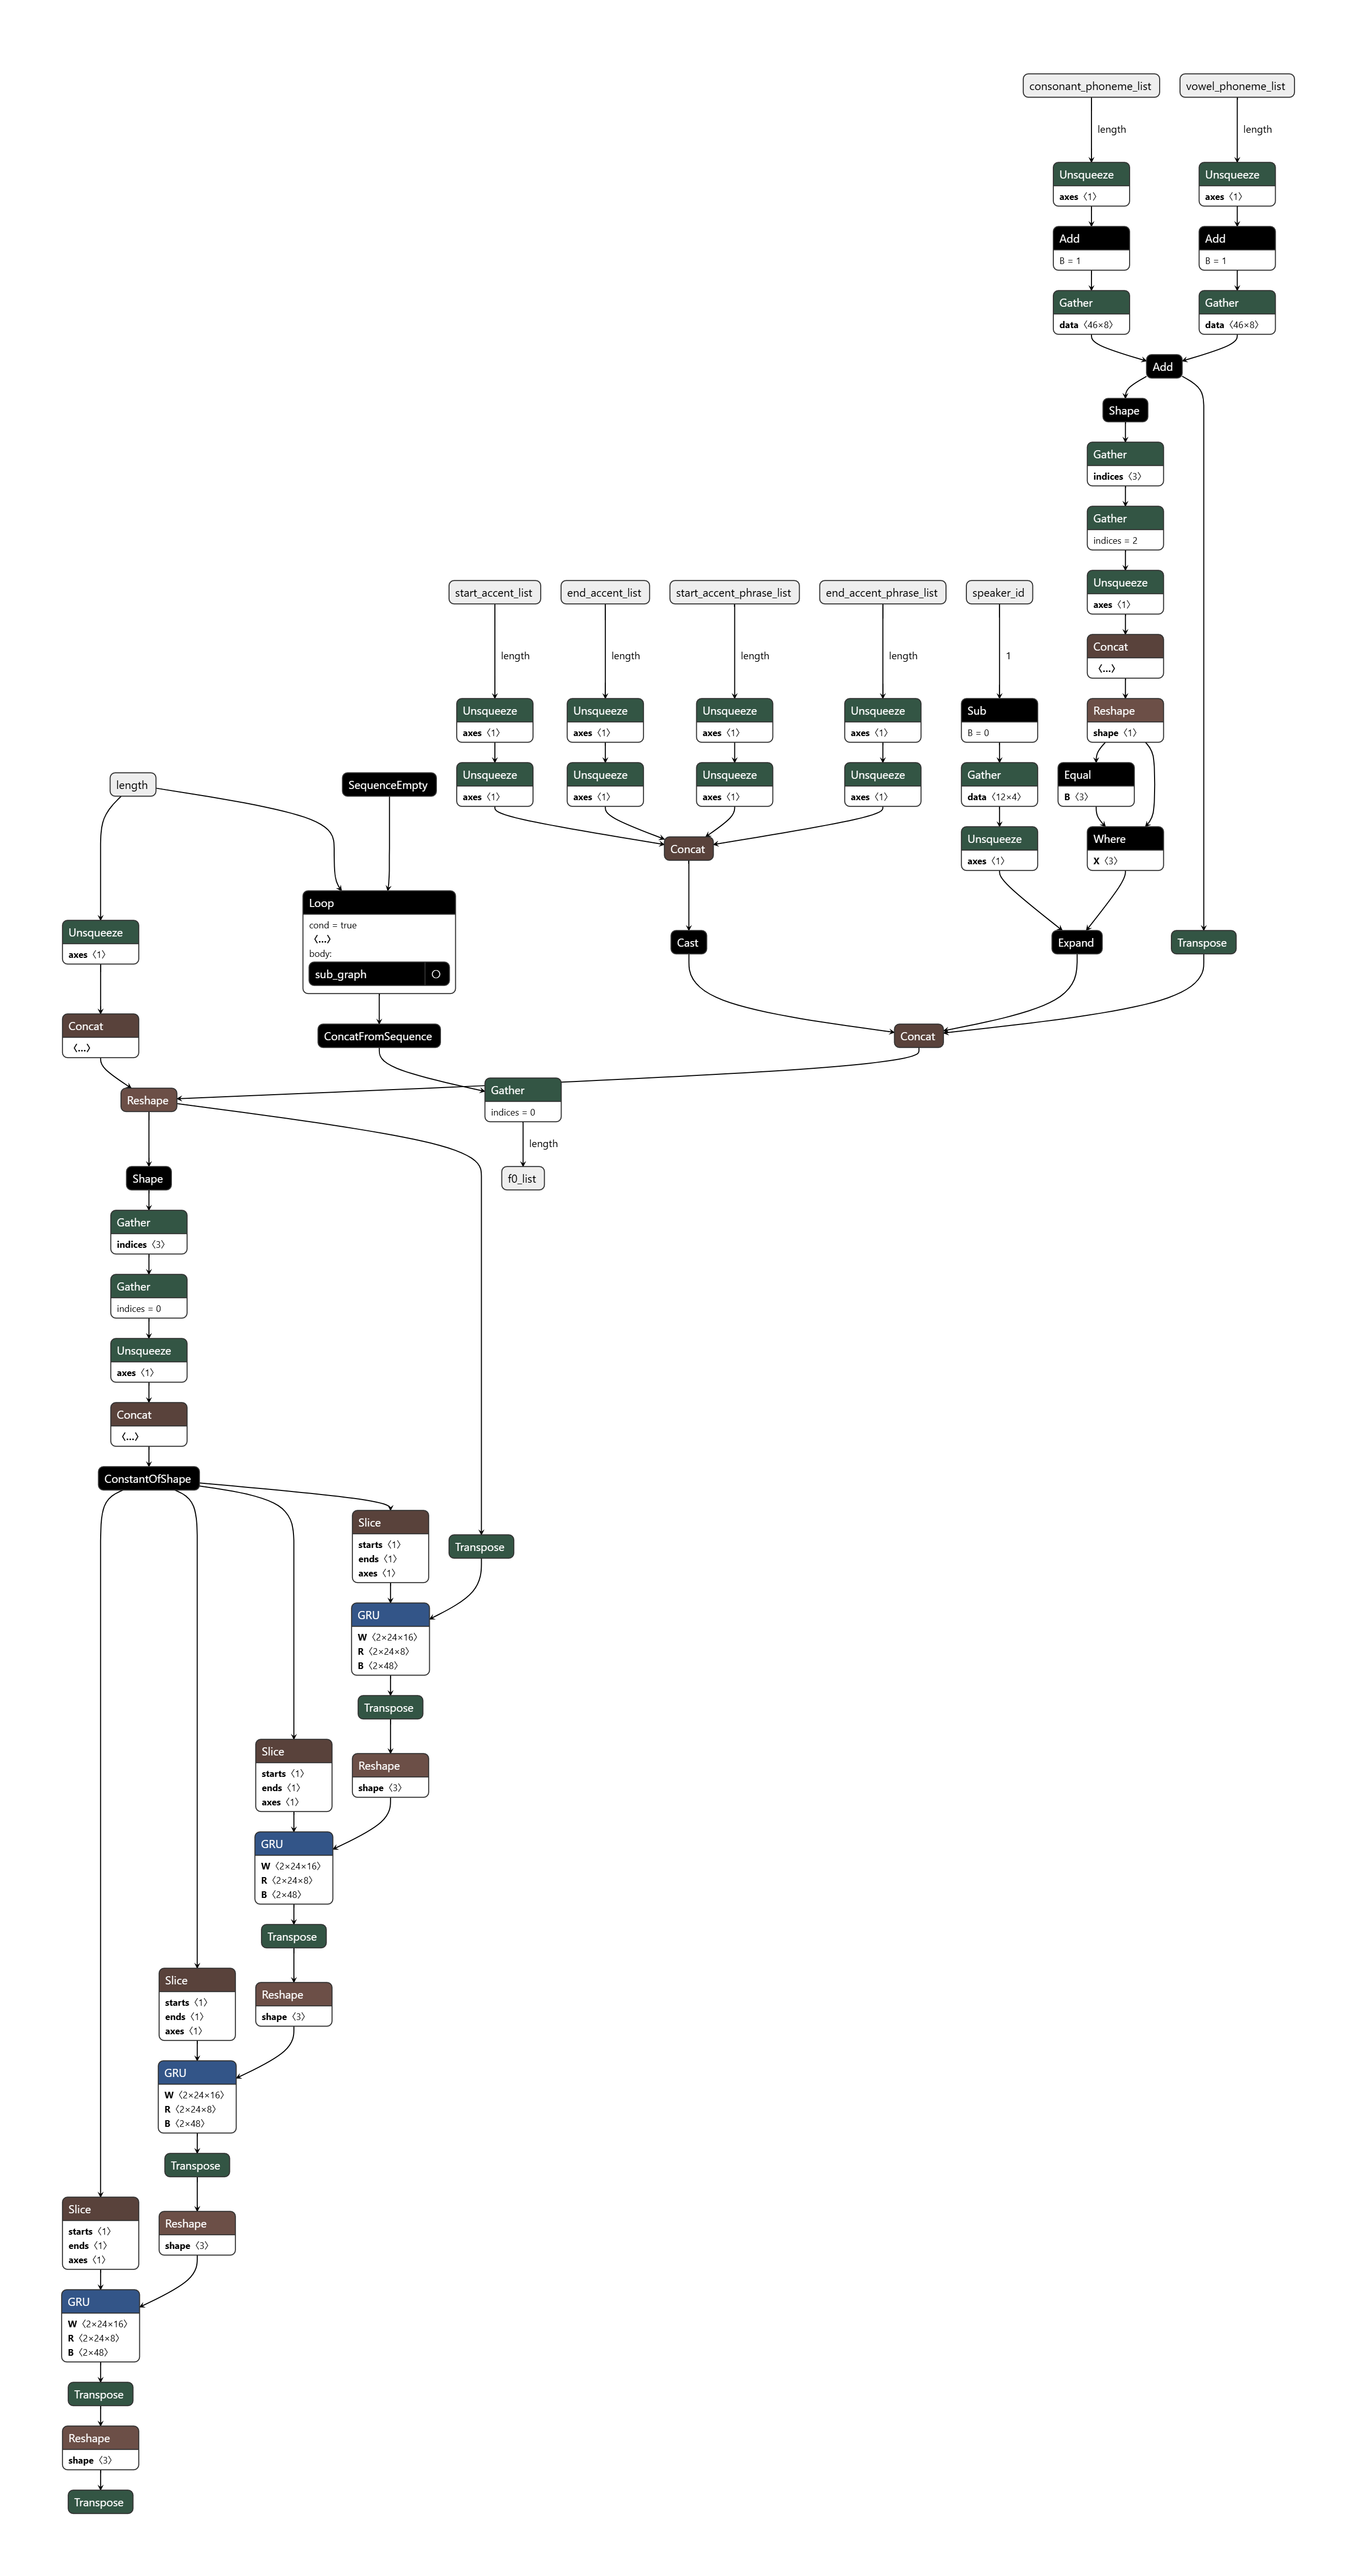 consonant_phoneme_list
vowel_phoneme_list
length
length
Unsqueeze
axes 〈1〉
Unsqueeze
axes 〈1〉
Add
B = 1
Add
B = 1
Gather
data 〈46×8〉
Gather
data 〈46×8〉
Add
Shape
Gather
indices 〈3〉
Gather
indices = 2
Unsqueeze
axes 〈1〉
Concat
〈…〉
Reshape
shape 〈1〉
Equal
B 〈3〉
Where
X 〈3〉
start_accent_list
end_accent_list
start_accent_phrase_list
end_accent_phrase_list
speaker_id
length
length
length
length
1
Unsqueeze
axes 〈1〉
Unsqueeze
axes 〈1〉
Unsqueeze
axes 〈1〉
Unsqueeze
axes 〈1〉
Sub
B = 0
Unsqueeze
axes 〈1〉
Unsqueeze
axes 〈1〉
Unsqueeze
axes 〈1〉
Unsqueeze
axes 〈1〉
Gather
data 〈12×4〉
Unsqueeze
axes 〈1〉
Concat
Cast
Expand
Transpose
Concat
length
SequenceEmpty
Loop
cond = true
〈…〉
body:
sub_graph
Unsqueeze
axes 〈1〉
Concat
〈…〉
ConcatFromSequence
Gather
indices = 0
length
f0_list
Reshape
Shape
Gather
indices 〈3〉
Gather
indices = 0
Unsqueeze
axes 〈1〉
Concat
〈…〉
ConstantOfShape
Slice
starts 〈1〉
ends 〈1〉
axes 〈1〉
Transpose
GRU
W 〈2×24×16〉
R 〈2×24×8〉
B 〈2×48〉
Transpose
Reshape
shape 〈3〉
Slice
starts 〈1〉
ends 〈1〉
axes 〈1〉
GRU
W 〈2×24×16〉
R 〈2×24×8〉
B 〈2×48〉
Transpose
Reshape
shape 〈3〉
Slice
starts 〈1〉
ends 〈1〉
axes 〈1〉
GRU
W 〈2×24×16〉
R 〈2×24×8〉
B 〈2×48〉
Transpose
Reshape
shape 〈3〉
Slice
starts 〈1〉
ends 〈1〉
axes 〈1〉
GRU
W 〈2×24×16〉
R 〈2×24×8〉
B 〈2×48〉
Transpose
Reshape
shape 〈3〉
Transpose